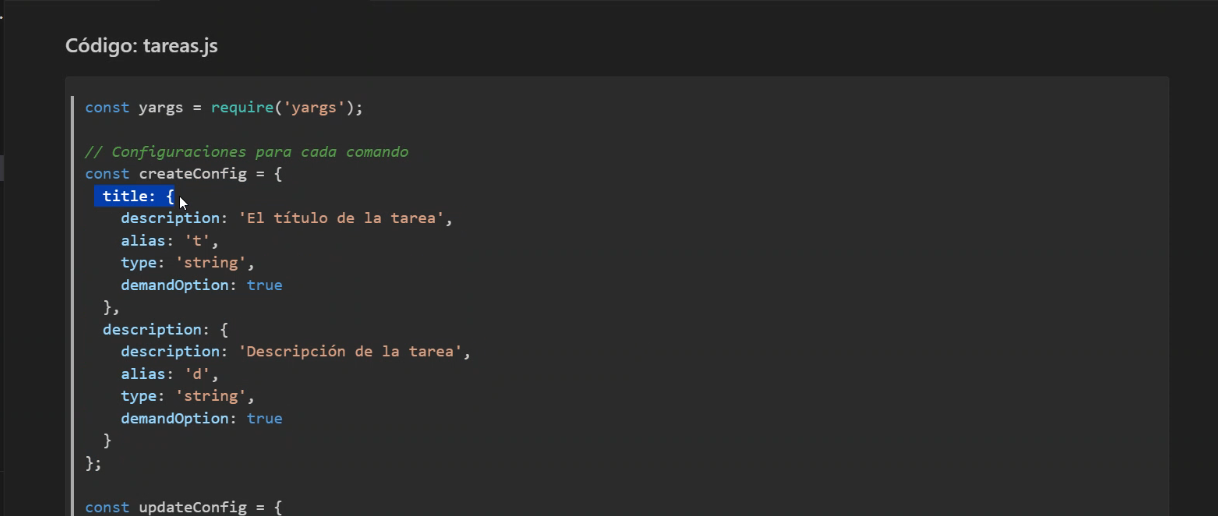 Código: tareas.js
const yargs = require('yargs');
// Configuraciones para cada comando
const createConfig = {
title: {
description: 'El título de la tarea',
alias: 't',
type: 'string',
demandOption: true
},
description: {
description: 'Descripción de la tarea',
alias: 'd',
type: 'string',
demandOption: true
}
};
const updateConfig = {